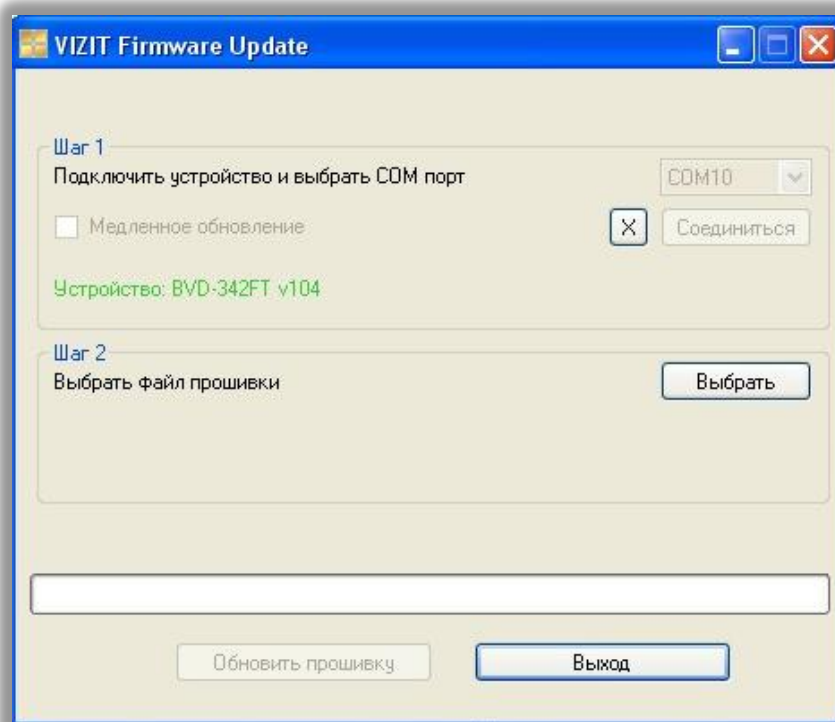 VIZIT Firmware Update
Шаг 1
Подключить устройство и выбрать COM порт
COM10
Медленное обновление
X
Соединиться
Устройство: BVD-342FT v104
Шаг 2
Выбрать файл прошивки
Выбрать
Обновить прошивку
Выход